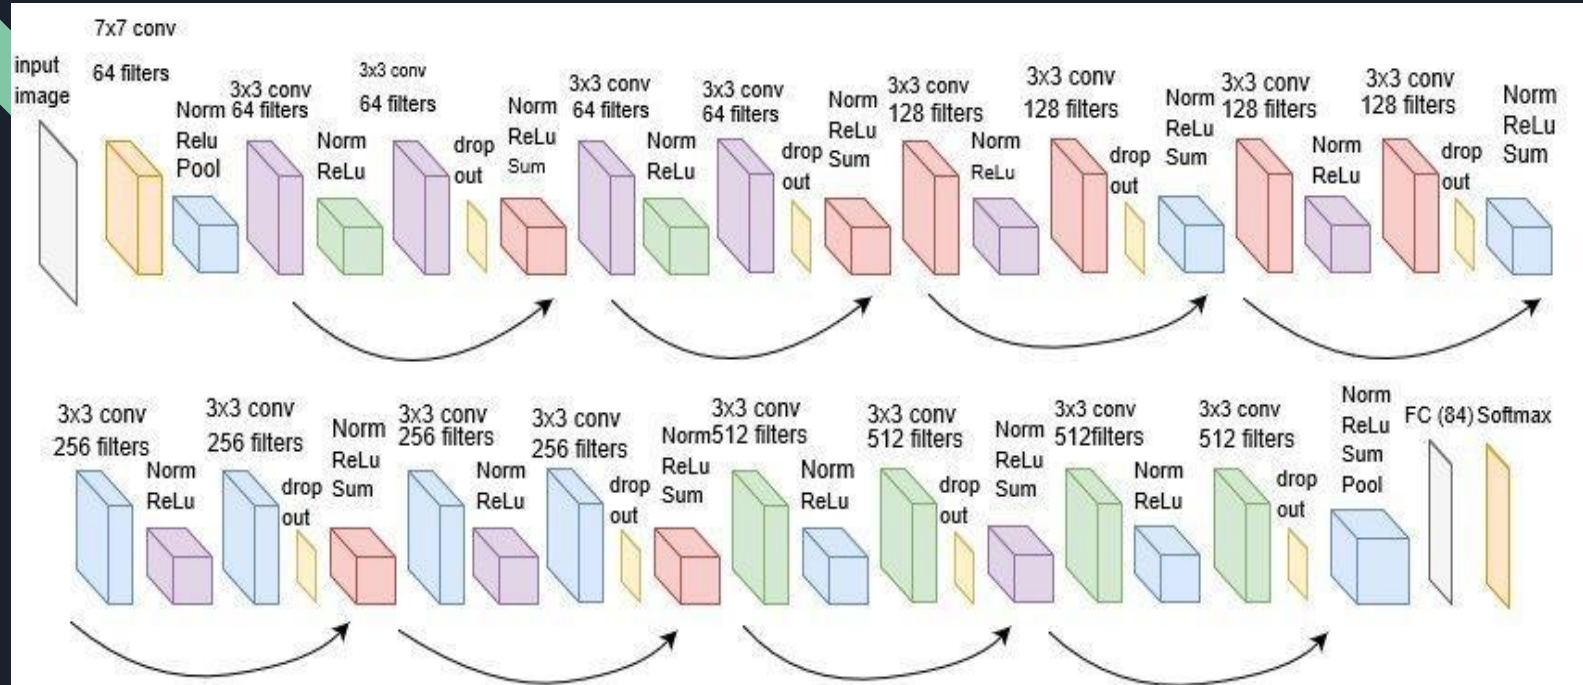 input
image
7x7 conv
64 filters
Norm
Relu
Pool
3x3 conv
64 filters
Norm
ReLu
3x3 conv
64 filters
drop
out
Norm
ReLu
Sum
3x3 conv
64 filters
Norm
ReLu
3x3 conv
64 filters
drop
out
Norm
ReLu
Sum
3x3 conv
128 filters
Norm
ReLu
3x3 conv
128 filters
drop
out
Norm
ReLu
Sum
3x3 conv
128 filters
Norm
ReLu
3x3 conv
128 filters
drop
out
Norm
ReLu
Sum
3x3 conv
256 filters
Norm
ReLu
3x3 conv
256 filters
drop
out
Norm
ReLu
Sum
3x3 conv
256 filters
Norm
ReLu
3x3 conv
256 filters
drop
out
Norm
ReLu
Sum
3x3 conv
512 filters
Norm
ReLu
3x3 conv
512 filters
drop
out
Norm
ReLu
Sum
3x3 conv
512filters
Norm
ReLu
3x3 conv
512 filters
drop
out
Norm
ReLu
Sum
Pool
FC (84)
Softmax